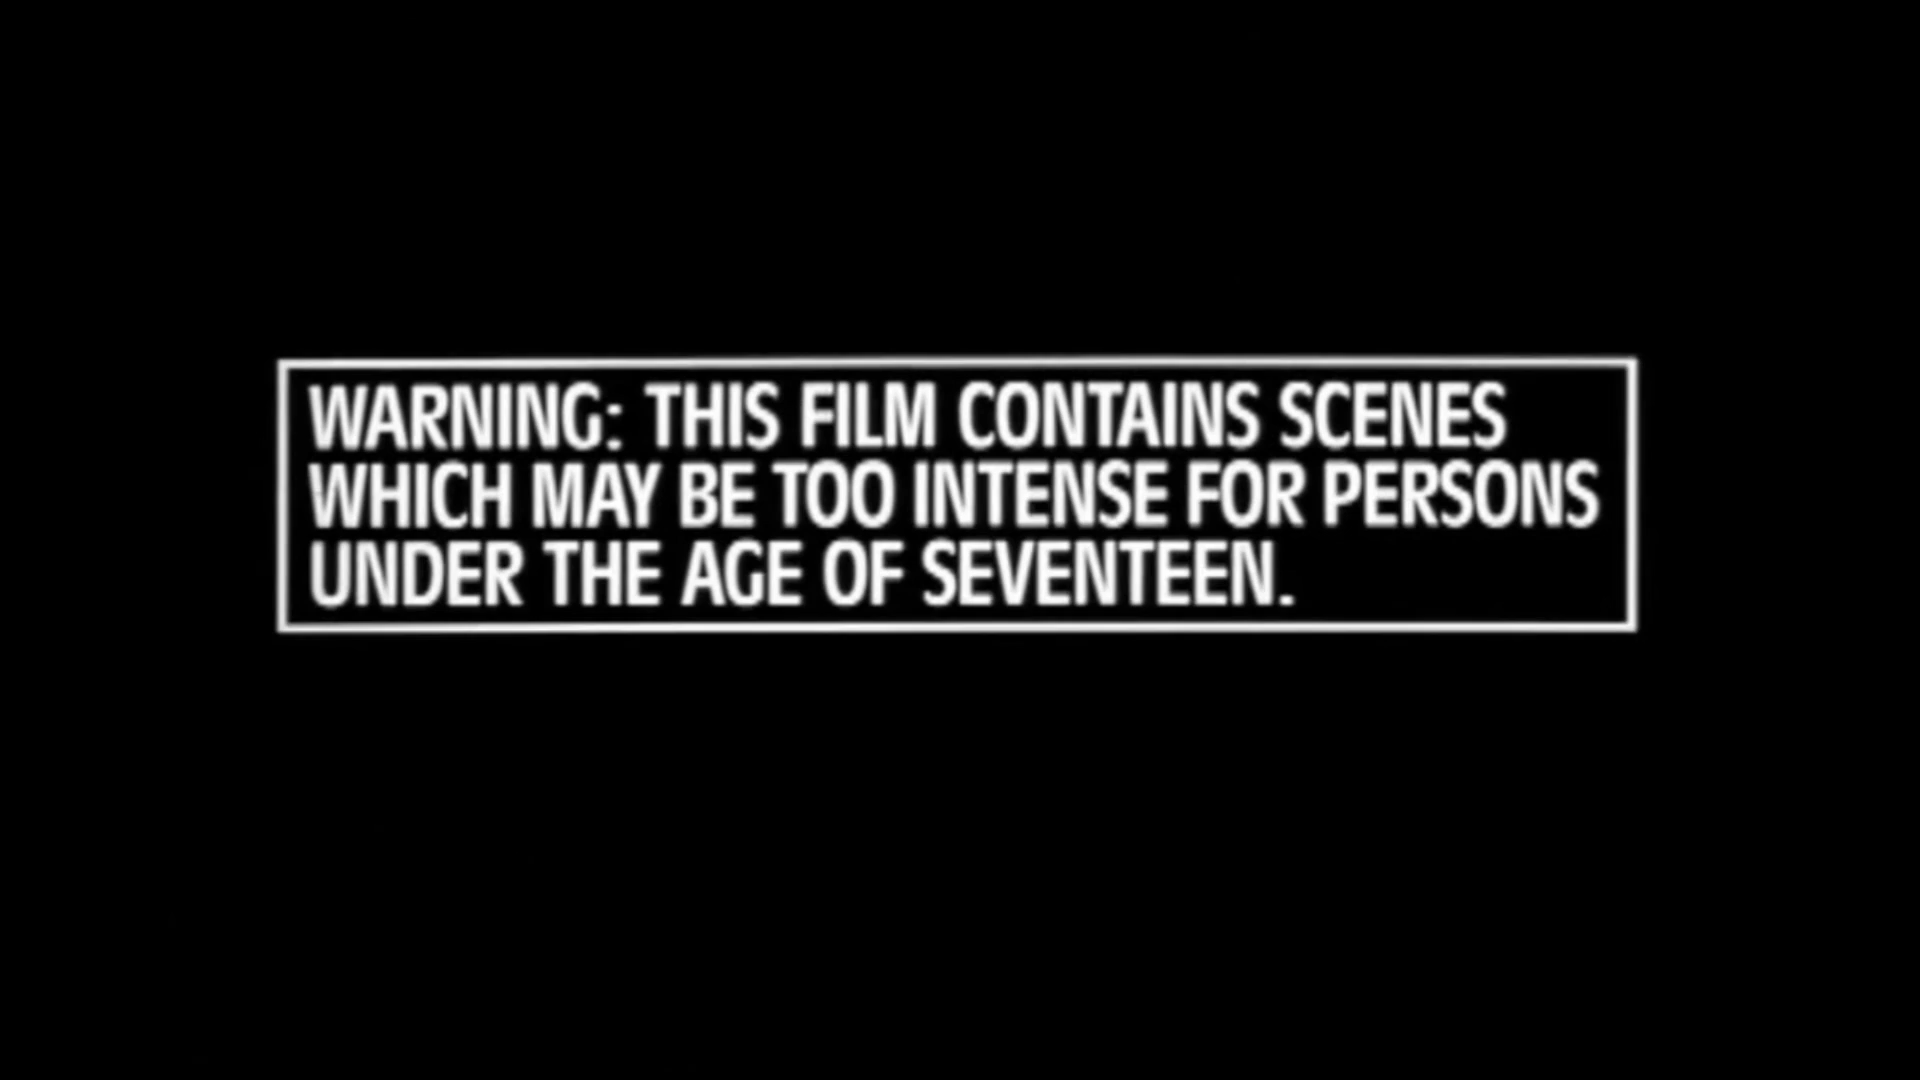 WARNING: THIS FILM CONTAINS SCENES
WHICH MAY BE TOO INTENSE FOR PERSONS
UNDER THE AGE OF SEVENTEEN.